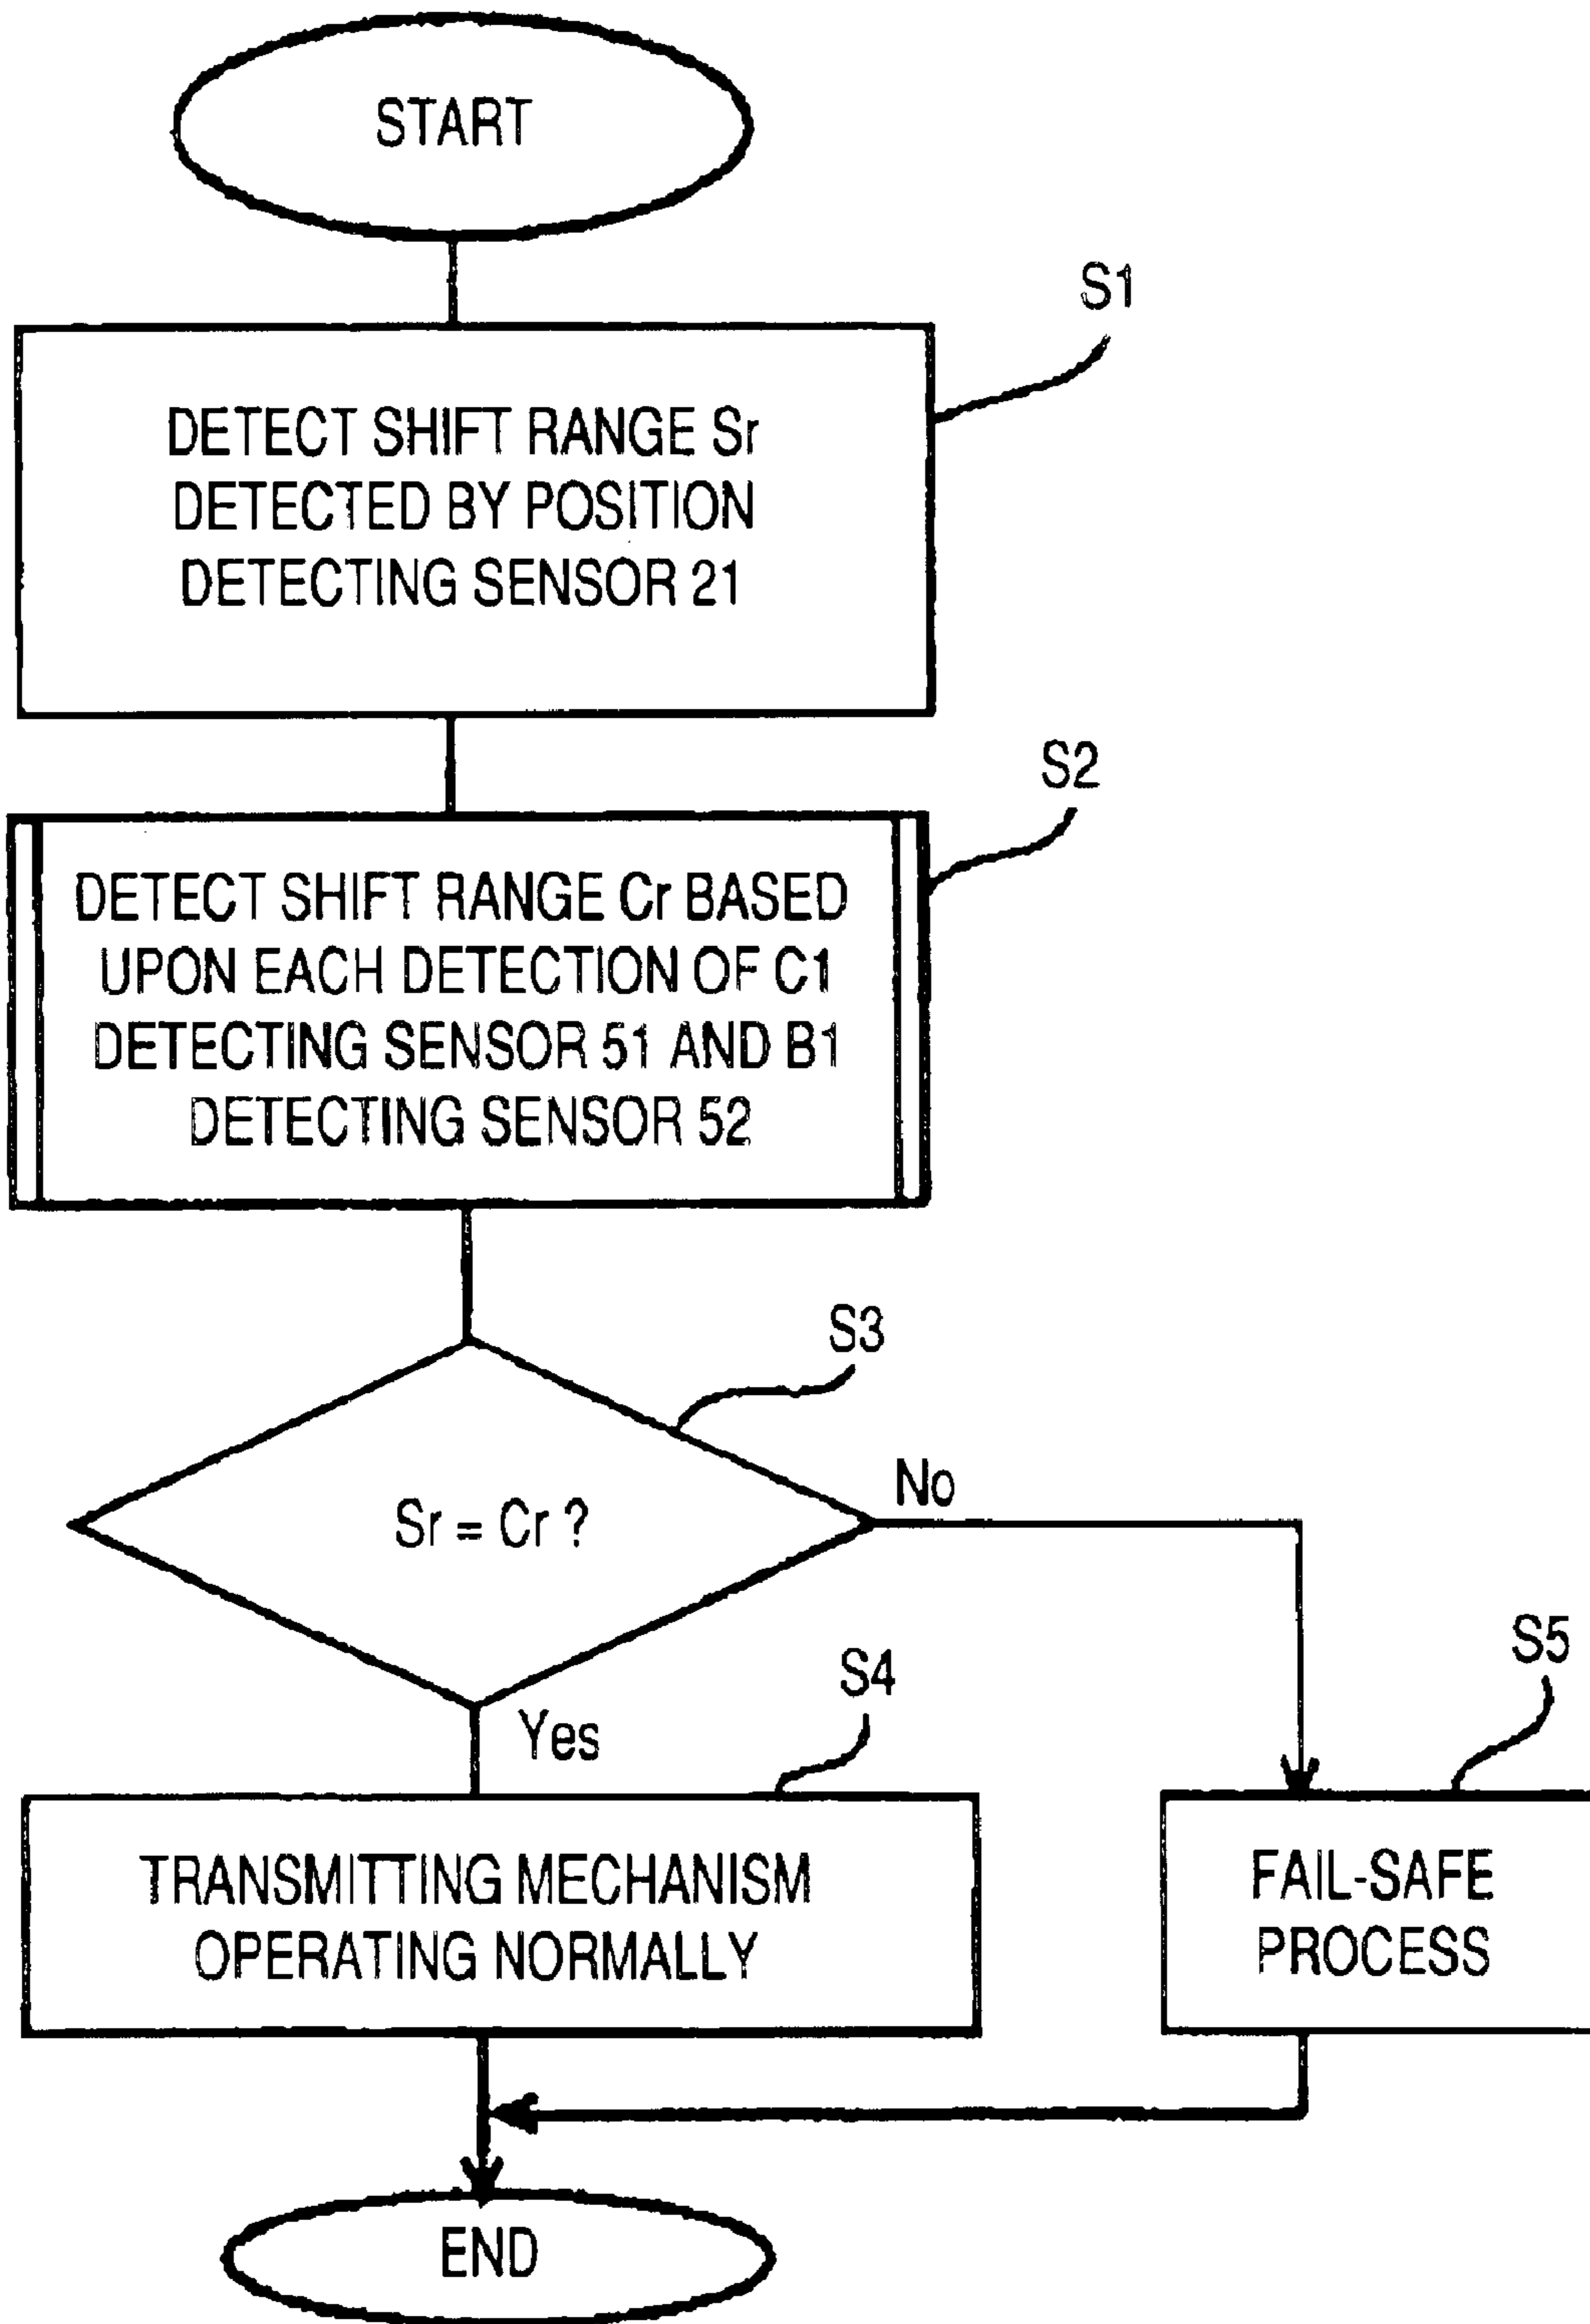 START
S1
DETECT SHIFT RANGE Sr
DETECTED BY POSITION
DETECTING SENSOR 21
S2
DETECT SHIFT RANGE Cr BASED
UPON EACH DETECTION OF C1
DETECTING SENSOR 51 AND B1
DETECTING SENSOR 52
S3
Sr = Cr ?
No
Yes
S4
S5
TRANSMITTING MECHANISM
OPERATING NORMALLY
FAIL-SAFE
PROCESS
END